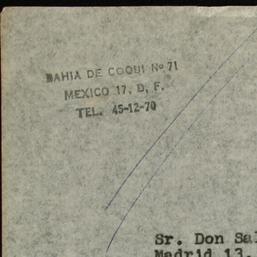 BAHIA DE COQUI Nº 71
MEXICO 17, D, F.
TEL. 45-12-70
Sr. Don Sal
Madrid 13.